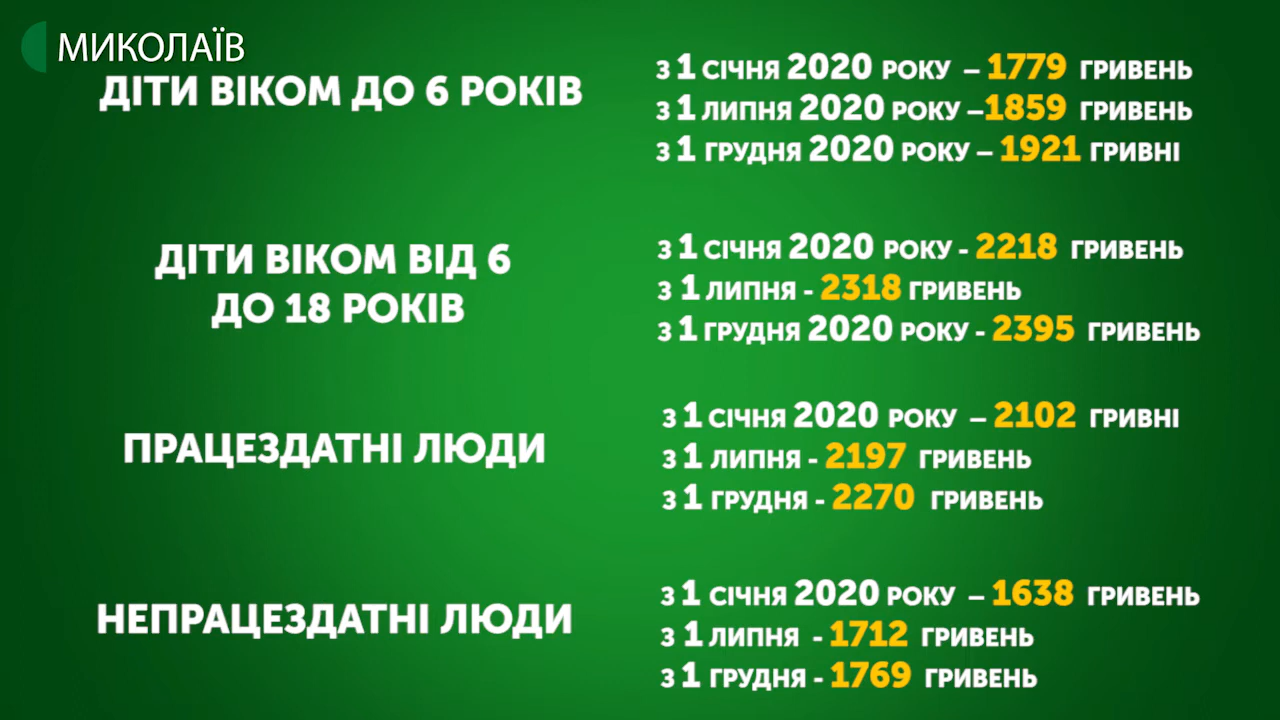 МИКОЛАЇВ
ДІТИ ВІКОМ ДО 6 РОКІВ
З 1 СІЧНЯ 2020 РОКУ – 1779 ГРИВЕНЬ
З 1 ЛИПНЯ 2020 РОКУ –1859 ГРИВЕНЬ
З 1 ГРУДНЯ 2020 РОКУ – 1921 ГРИВНІ
ДІТИ ВІКОМ ВІД 6
ДО 18 РОКІВ
З 1 СІЧНЯ 2020 РОКУ - 2218 ГРИВЕНЬ
З 1 ЛИПНЯ - 2318 ГРИВЕНЬ
З 1 ГРУДНЯ 2020 РОКУ - 2395 ГРИВЕНЬ
ПРАЦЕЗДАТНІ ЛЮДИ
З 1 СІЧНЯ 2020 РОКУ – 2102 ГРИВНІ
З 1 ЛИПНЯ - 2197 ГРИВЕНЬ
З 1 ГРУДНЯ - 2270 ГРИВЕНЬ
НЕПРАЦЕЗДАТНІ ЛЮДИ
З 1 СІЧНЯ 2020 РОКУ – 1638 ГРИВЕНЬ
З 1 ЛИПНЯ - 1712 ГРИВЕНЬ
З 1 ГРУДНЯ - 1769 ГРИВЕНЬ